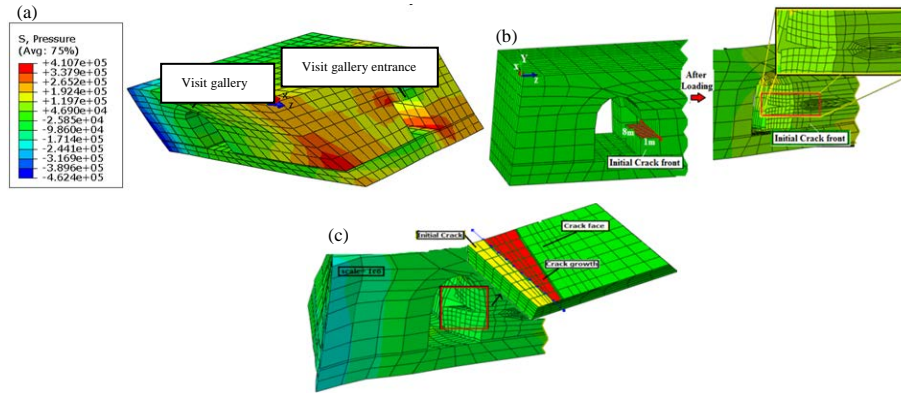 (a)
S, Pressure
(Avg: 75%)
+4.107e+05
+3.379e+05
+2.652e+05
+1.924e+05
+1.197e+05
+4.690e+04
-2.585e+04
-9.860e+04
-1.714e+05
-2.441e+05
-3.169e+05
-3.896e+05
-4.624e+05
Visit gallery
Visit gallery entrance
Z
(b)
Y
X
Z
8m
1m
Initial Crack front
After
Loading
Initial Crack front
(c)
Initial Crack
Crack face
Crack growth
scale= 1e6